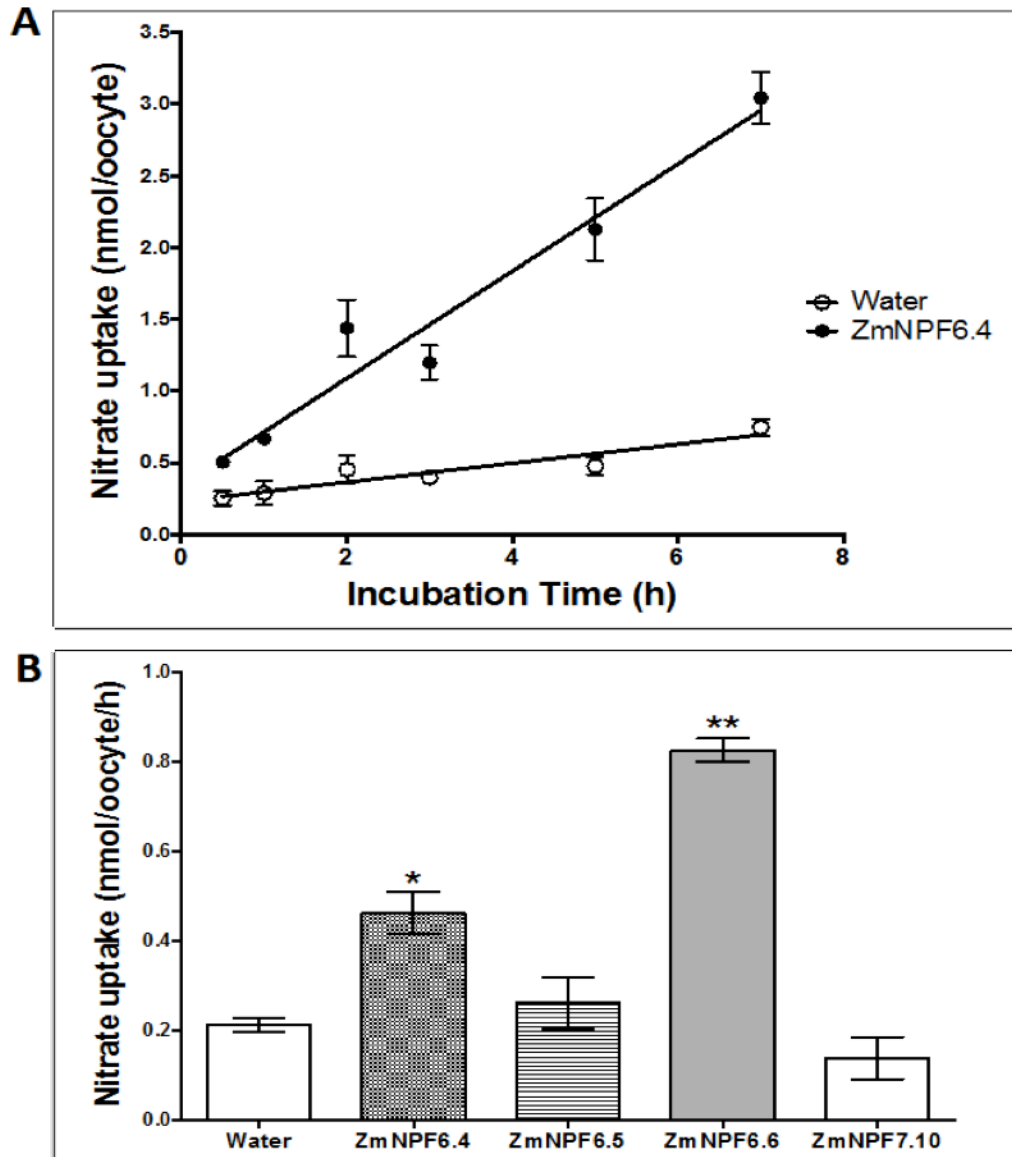 A
Nitrate uptake (nmol/oocyte)
3.5
3.0
2.5
2.0
1.5
1.0
0.5
0.0
0 2 4 6 8
Incubation Time (h)
Water
ZmNPF6.4
B
Nitrate uptake (nmol/oocyte/h)
1.0
0.8
0.6
0.4
0.2
0.0
*
**
Water ZmNPF6.4 ZmNPF6.5 ZmNPF6.6 ZmNPF7.10